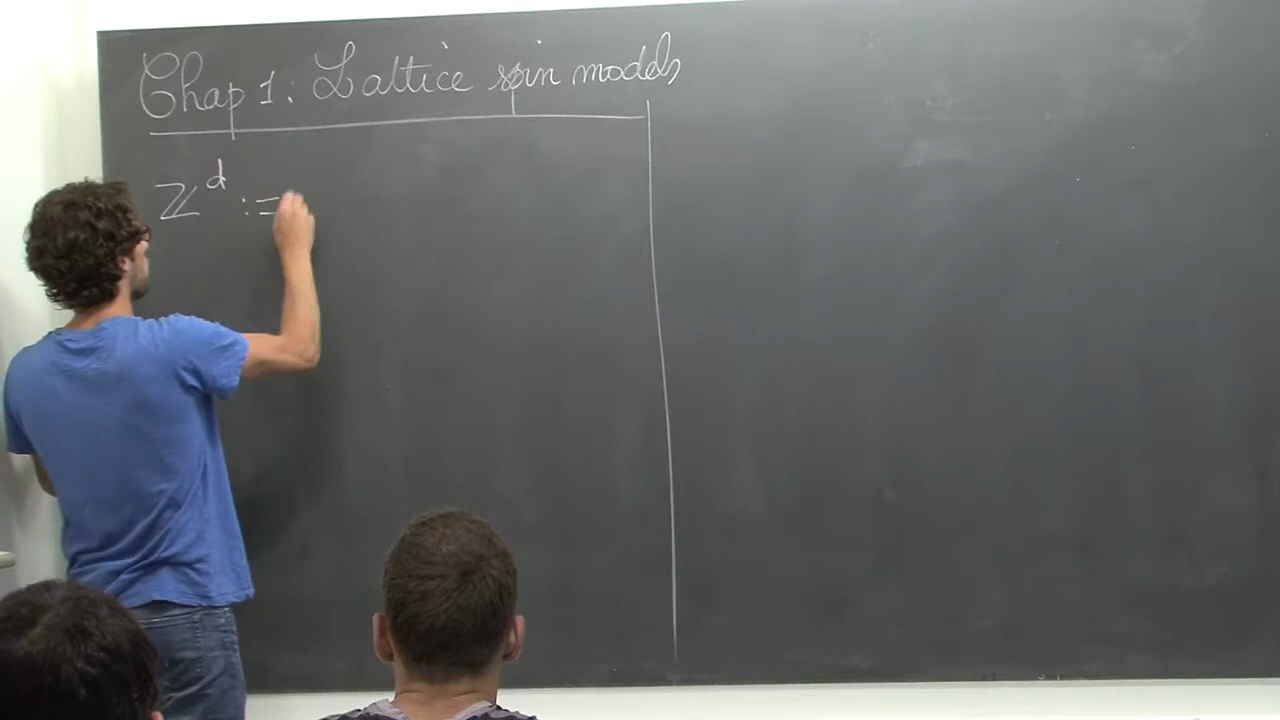 Chap 1: Lattice spin models
ℤ^d :=